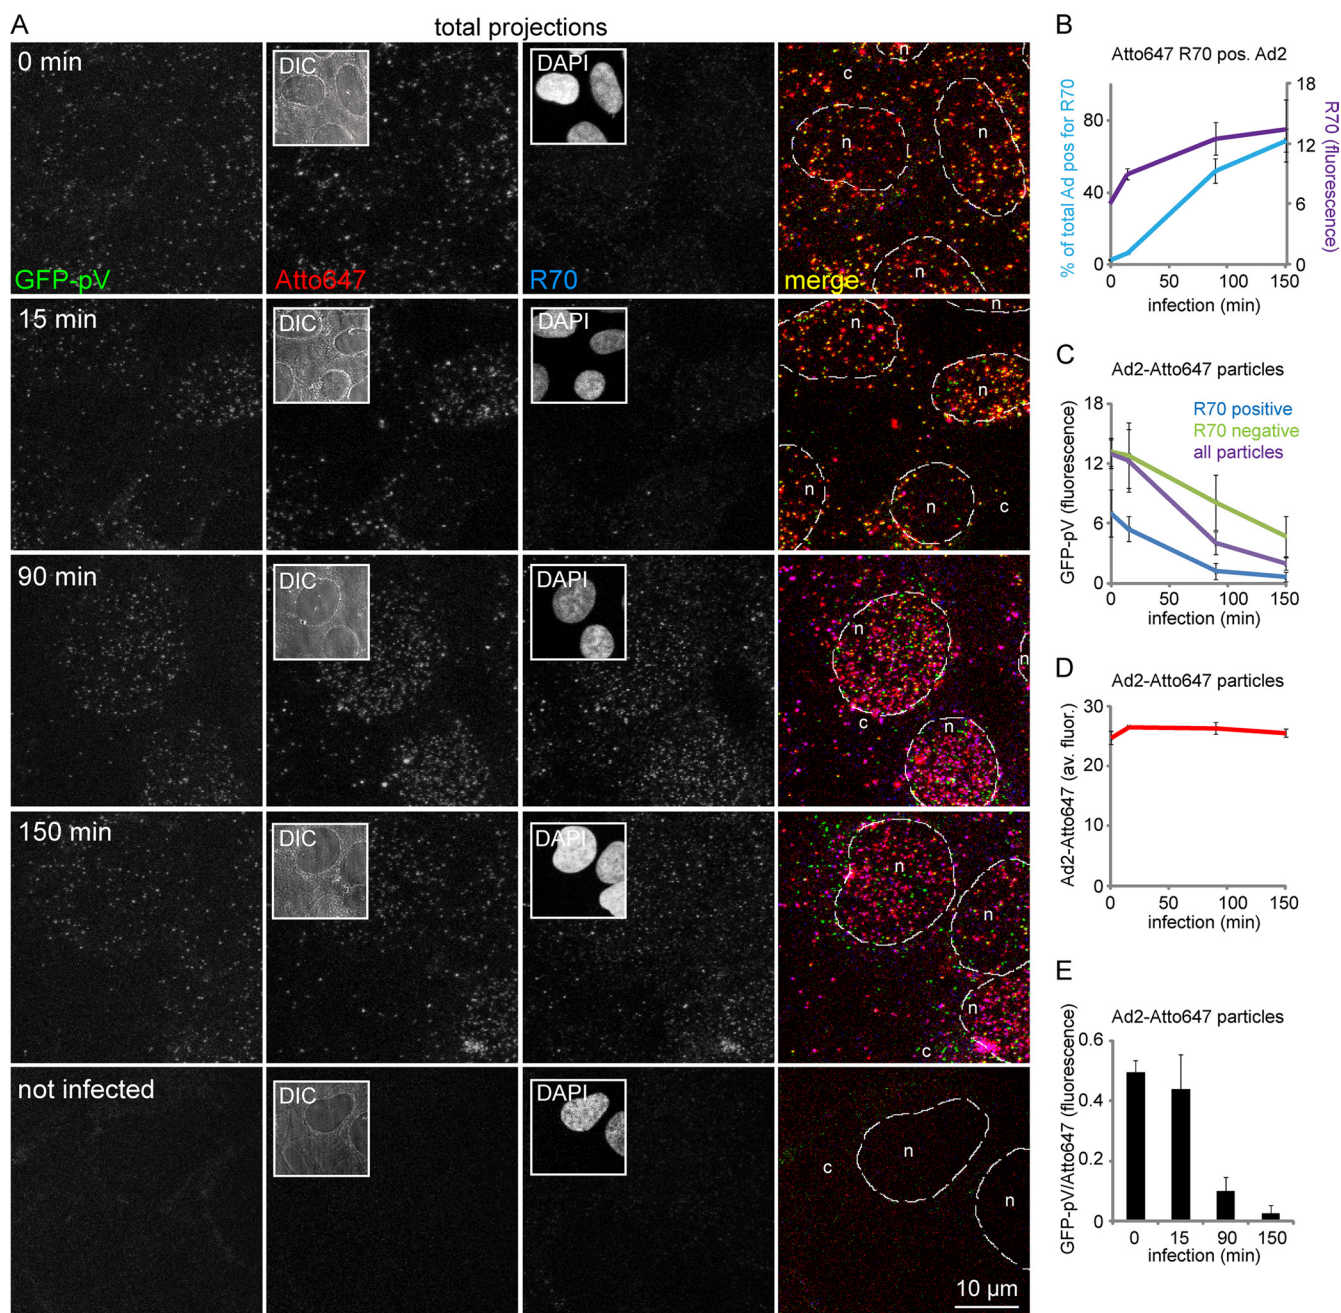 A
total projections
0 min
DIC
DAPI
n
c
n
n
n
GFP-pV
Atto647
R70
merge
15 min
DIC
DAPI
n
n
n
n
n
c
90 min
DIC
DAPI
n
n
c
n
150 min
DIC
DAPI
n
n
n
c
not infected
DIC
DAPI
c
n
n
10 µm
B
Atto647 R70 pos. Ad2
% of total Ad pos for R70
80
40
0
18
12
6
0
R70 (fluorescence)
0 50 100 150
infection (min)
C
Ad2-Atto647 particles
GFP-pV (fluorescence)
18
12
6
0
R70 positive
R70 negative
all particles
0 50 100 150
infection (min)
D
Ad2-Atto647 particles
Ad2-Atto647 (av. fluor.)
30
20
10
0
0 50 100 150
infection (min)
E
Ad2-Atto647 particles
GFP-pV/Atto647 (fluorescence)
0.6
0.4
0.2
0
0 15 90 150
infection (min)